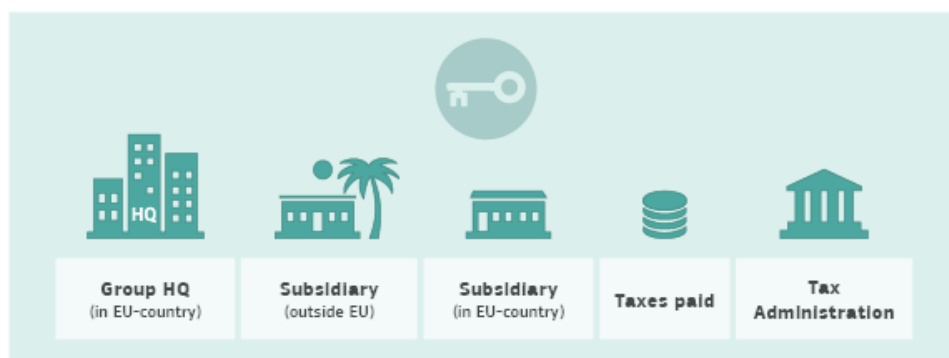 HQ
Group HQ
(in EU-country)
Subsidiary
(outside EU)
Subsidiary
(in EU-country)
Taxes paid
Tax
Administration